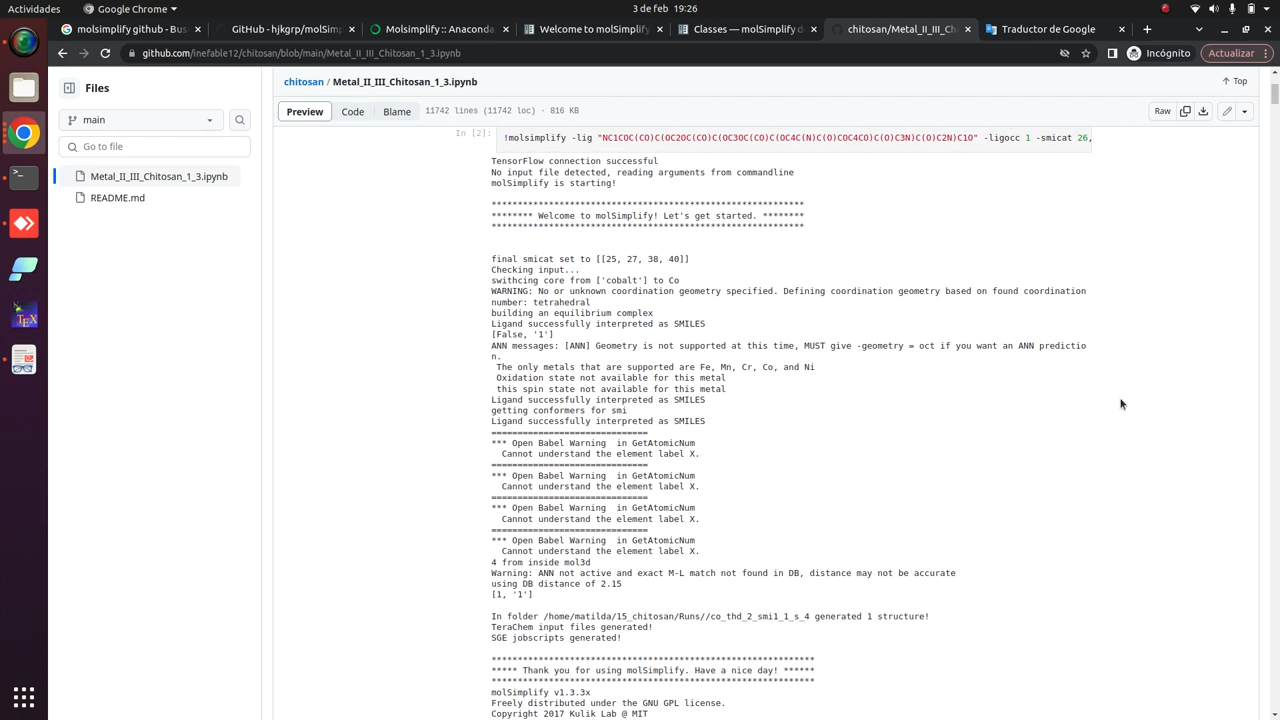 Actividades
Google Chrome
3 de feb 19:26
molsimplify github - Bus
GitHub - hjkgrp/molSim
Molsimplify :: Anaconda.
Welcome to molSimplify
Classes — molSimplify d
chitosan/Metal_II_III_Ch
Traductor de Google
github.com/inefable12/chitosan/blob/main/Metal_II_III_Chitosan_1_3.ipynb
Incógnito
Actualizar
Files
chitosan / Metal_II_III_Chitosan_1_3.ipynb
Top
main
Preview
Code
Blame
11742 lines (11742 loc) · 816 KB
Raw
Go to file
Metal_II_III_Chitosan_1_3.ipynb
README.md
In [2]: !molsimplify -lig "NC1COC(CO)C(OC2OC(CO)C(OC3OC(CO)C(OC4C(N)C(O)COC4CO)C(O)C3N)C(O)C2N)C1O" -ligocc 1 -smicat 26,
TensorFlow connection successful
No input file detected, reading arguments from commandline
molSimplify is starting!
***********************************************************
******** Welcome to molSimplify! Let's get started. ********
***********************************************************
final smicat set to [[25, 27, 38, 40]]
Checking input...
swithcing core from ['cobalt'] to Co
WARNING: No or unknown coordination geometry specified. Defining coordination geometry based on found coordination
number: tetrahedral
building an equilibrium complex
Ligand successfully interpreted as SMILES
[False, '1']
ANN messages: [ANN] Geometry is not supported at this time, MUST give -geometry = oct if you want an ANN predictio
n.
The only metals that are supported are Fe, Mn, Cr, Co, and Ni
Oxidation state not available for this metal
this spin state not available for this metal
Ligand successfully interpreted as SMILES
getting conformers for smi
Ligand successfully interpreted as SMILES
==============================
*** Open Babel Warning  in GetAtomicNum
Cannot understand the element label X.
==============================
*** Open Babel Warning  in GetAtomicNum
Cannot understand the element label X.
==============================
*** Open Babel Warning  in GetAtomicNum
Cannot understand the element label X.
==============================
*** Open Babel Warning  in GetAtomicNum
Cannot understand the element label X.
4 from inside mol3d
Warning: ANN not active and exact M-L match not found in DB, distance may not be accurate
using DB distance of 2.15
[1, '1']
In folder /home/matilda/15_chitosan/Runs//co_thd_2_smi1_1_s_4 generated 1 structure!
TeraChem input files generated!
SGE jobscripts generated!
*************************************************************
***** Thank you for using molSimplify. Have a nice day! ******
*************************************************************
molSimplify v1.3.3x
Freely distributed under the GNU GPL license.
Copyright 2017 Kulik Lab @ MIT